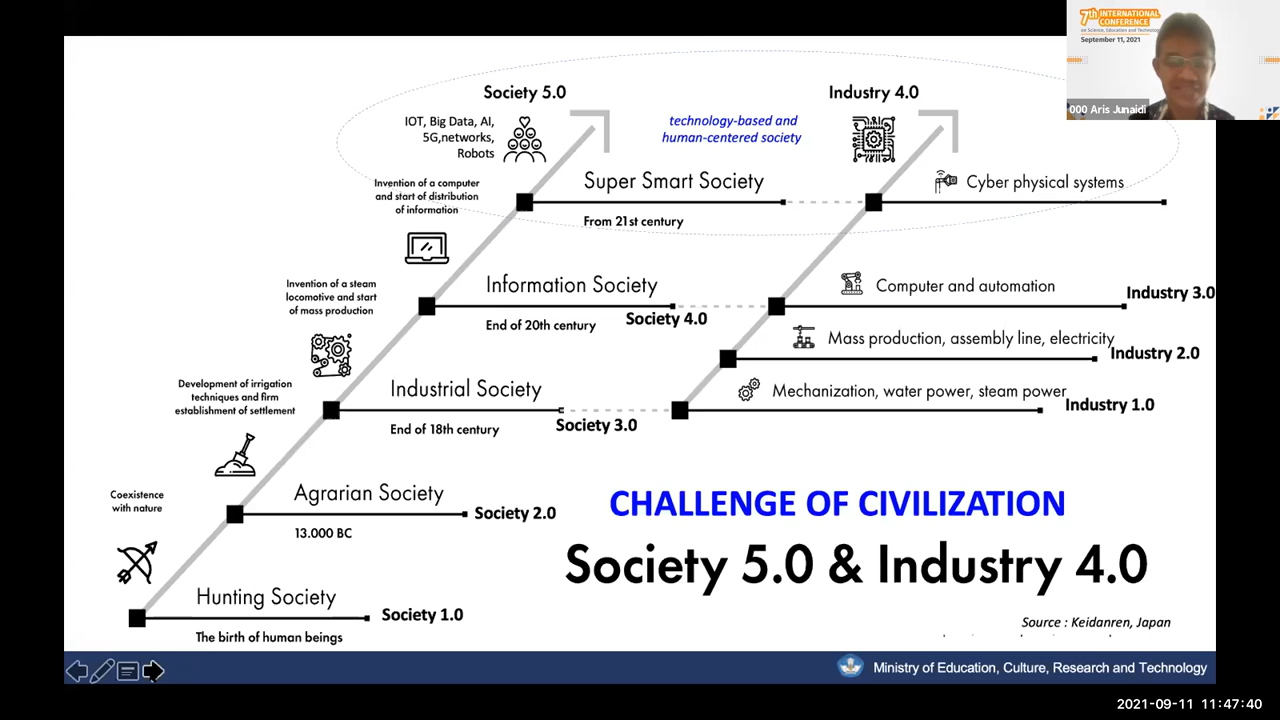 7th INTERNATIONAL
CONFERENCE
on Science, Education and Technology
September 11, 2021
000 Aris Junaidi
Society 5.0
IOT, Big Data, AI,
5G,networks,
Robots
technology-based and
human-centered society
Industry 4.0
Super Smart Society
From 21st century
Cyber physical systems
Invention of a computer
and start of distribution
of information
Information Society
End of 20th century
Society 4.0
Computer and automation
Industry 3.0
Invention of a steam
locomotive and start
of mass production
Mass production, assembly line, electricity
Industry 2.0
Industrial Society
End of 18th century
Society 3.0
Mechanization, water power, steam power
Industry 1.0
Development of irrigation
techniques and firm
establishment of settlement
Agrarian Society
13.000 BC
Society 2.0
Coexistence
with nature
Hunting Society
The birth of human beings
Society 1.0
CHALLENGE OF CIVILIZATION
Society 5.0 & Industry 4.0
Source : Keidanren, Japan
Ministry of Education, Culture, Research and Technology
2021-09-11 11:47:40